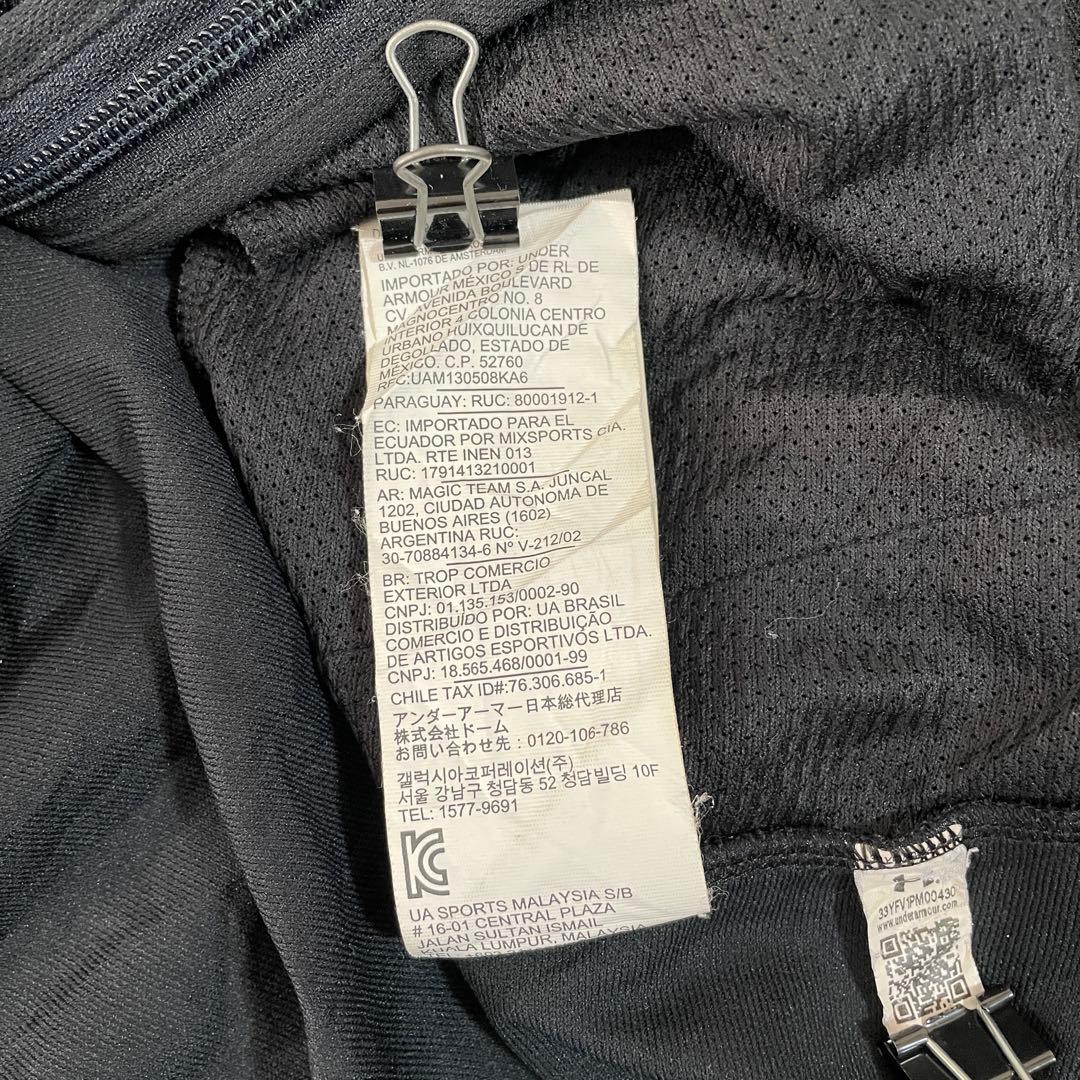 B.V. NL-1076 DE AMSTERDAM
IMPORTADO POR: UNDER
ARMOUR MEXICO S DE RL DE
CV, AVENIDA BOULEVARD
MAGNOCENTRO NO. 8
INTERIOR 4 COLONIA CENTRO
URBANO HUIXQUILUCAN DE
DEGOLLADO, ESTADO DE
MÉXICO. C.P. 52760
RFC:UAM130508KA6
PARAGUAY: RUC: 80001912-1
EC: IMPORTADO PARA EL
ECUADOR POR MIXSPORTS CIA.
LTDA. RTE INEN 013
RUC: 1791413210001
AR: MAGIC TEAM S.A. JUNCAL
1202, CIUDAD AUTONOMA DE
BUENOS AIRES (1602)
ARGENTINA RUC:
30-70884134-6 Nº V-212/02
BR: TROP COMERCIO
EXTERIOR LTDA
CNPJ: 01.135.153/0002-90
DISTRIBUÍDO POR: UA BRASIL
COMERCIO E DISTRIBUIÇÃO
DE ARTIGOS ESPORTIVOS LTDA.
CNPJ: 18.565.468/0001-99
CHILE TAX ID#:76.306.685-1
アンダーアーマー日本総代理店
株式会社ドーム
お問い合わせ先：0120-106-786
갤럭시아코퍼레이션(주)
서울 강남구 청담동 52 청담빌딩 10F
TEL: 1577-9691
UA SPORTS MALAYSIA S/B
# 16-01 CENTRAL PLAZA
JALAN SULTAN ISMAIL
KUALA LUMPUR, MALAYSIA
33YFV1PM00430
www.underarmour.com